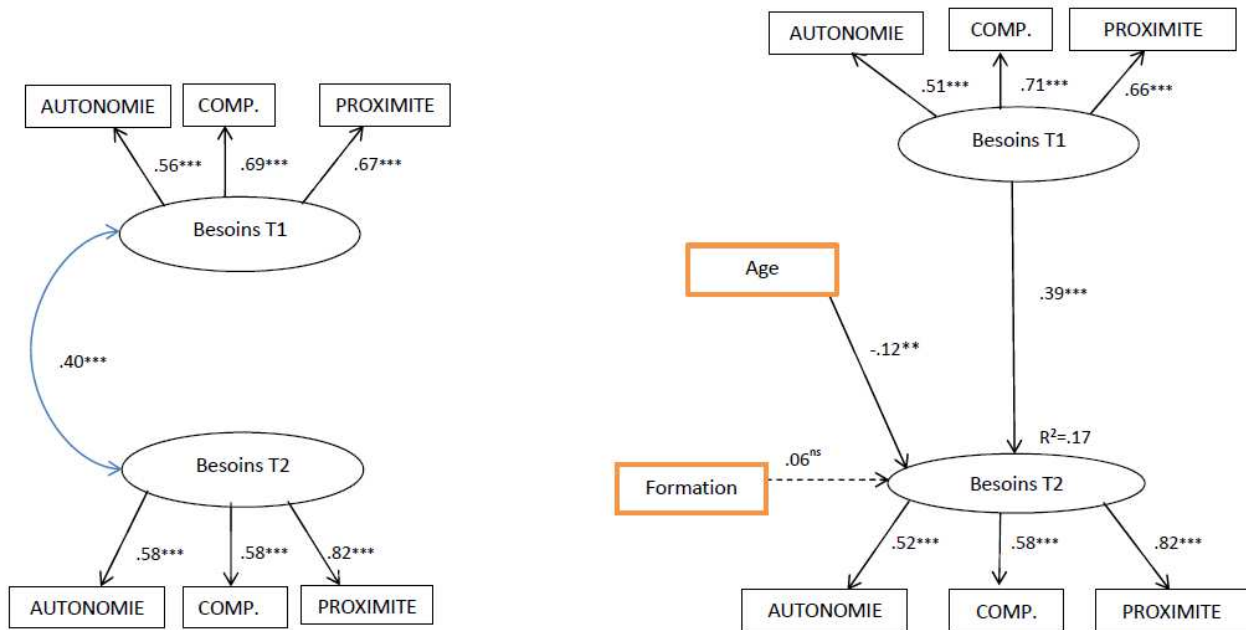 AUTONOMIE
COMP.
PROXIMITE
.56***
.69***
.67***
Besoins T1
.40***
Besoins T2
.58***
.58***
.82***
AUTONOMIE
COMP.
PROXIMITE
AUTONOMIE
COMP.
PROXIMITE
.51***
.71***
.66***
Besoins T1
Age
.39***
-.12**
R²=.17
.06ⁿˢ
Formation
Besoins T2
.52***
.58***
.82***
AUTONOMIE
COMP.
PROXIMITE